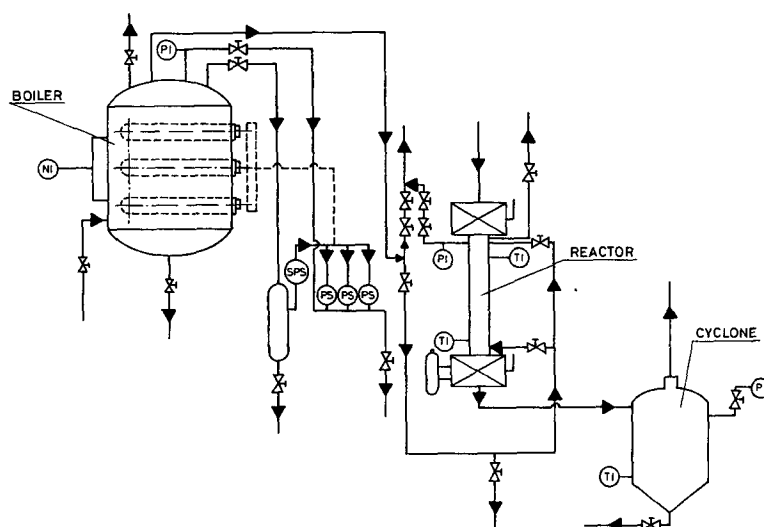 PI
BOILER
NI
SPS
PS PS PS
PI
TI
REACTOR
TI
CYCLONE
P
TI